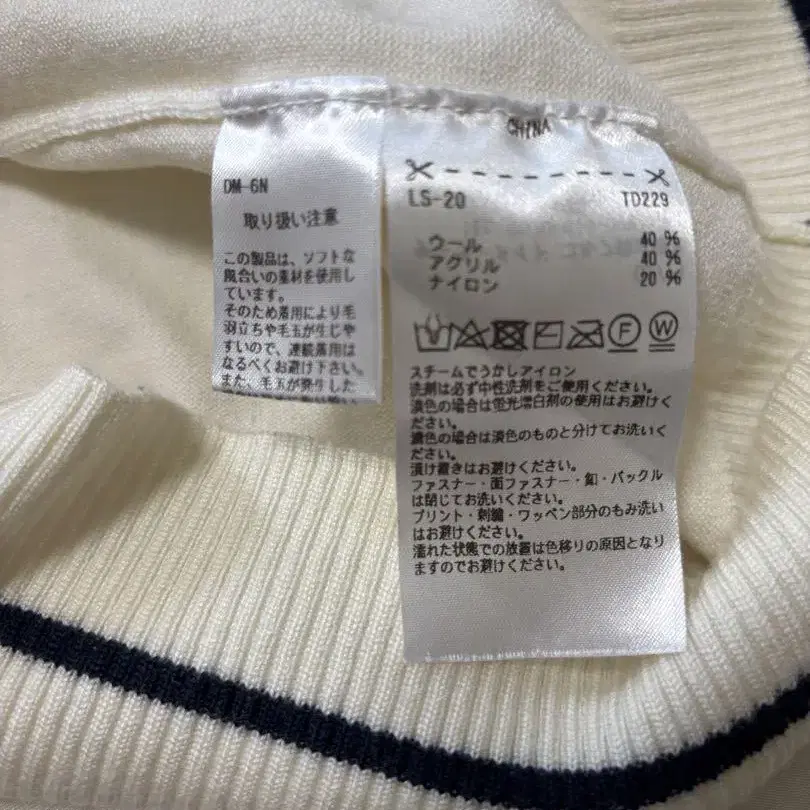 DM-6N
取り扱い注意
この製品は、ソフトな
風合いの素材を使用し
ています。
そのため着用により毛
羽立ちや毛玉が生じや
すいので、連続着用は
なるべくお避け下さい。
また、毛玉が発生した
CHINA
LS-20 TD229
ウール 40 %
アクリル 40 %
ナイロン 20 %
F W
スチームでうかしアイロン
洗剤は必ず中性洗剤をご使用ください。
淡色の場合は蛍光増白剤の使用はお避けく
ださい。
濃色の場合は淡色のものと分けてお洗いく
ださい。
漬け置きはお避けください。
ファスナー・面ファスナー・釦・バックル
は閉じてお洗いください。
プリント・刺繍・ワッペン部分のもみ洗い
はお避けください。
濡れた状態での放置は色移りの原因となり
ますのでお避けください。